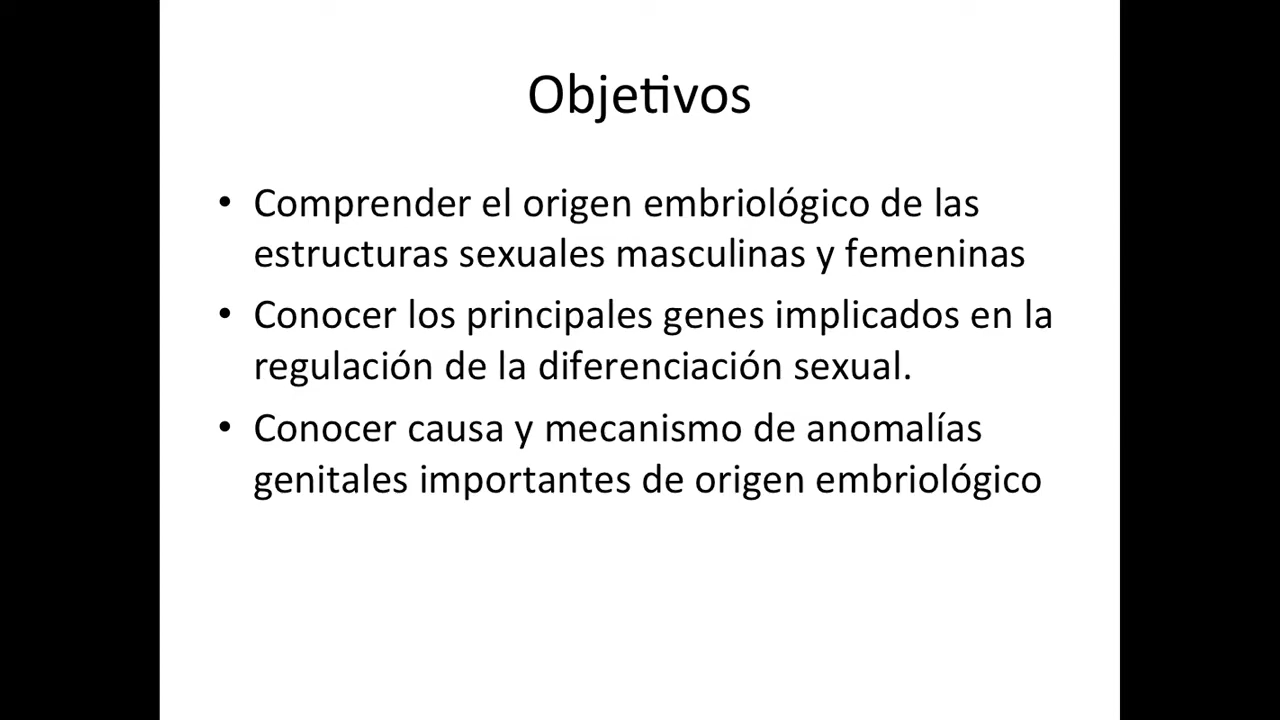 Objetivos
• Comprender el origen embriológico de las
estructuras sexuales masculinas y femeninas
• Conocer los principales genes implicados en la
regulación de la diferenciación sexual.
• Conocer causa y mecanismo de anomalías
genitales importantes de origen embriológico